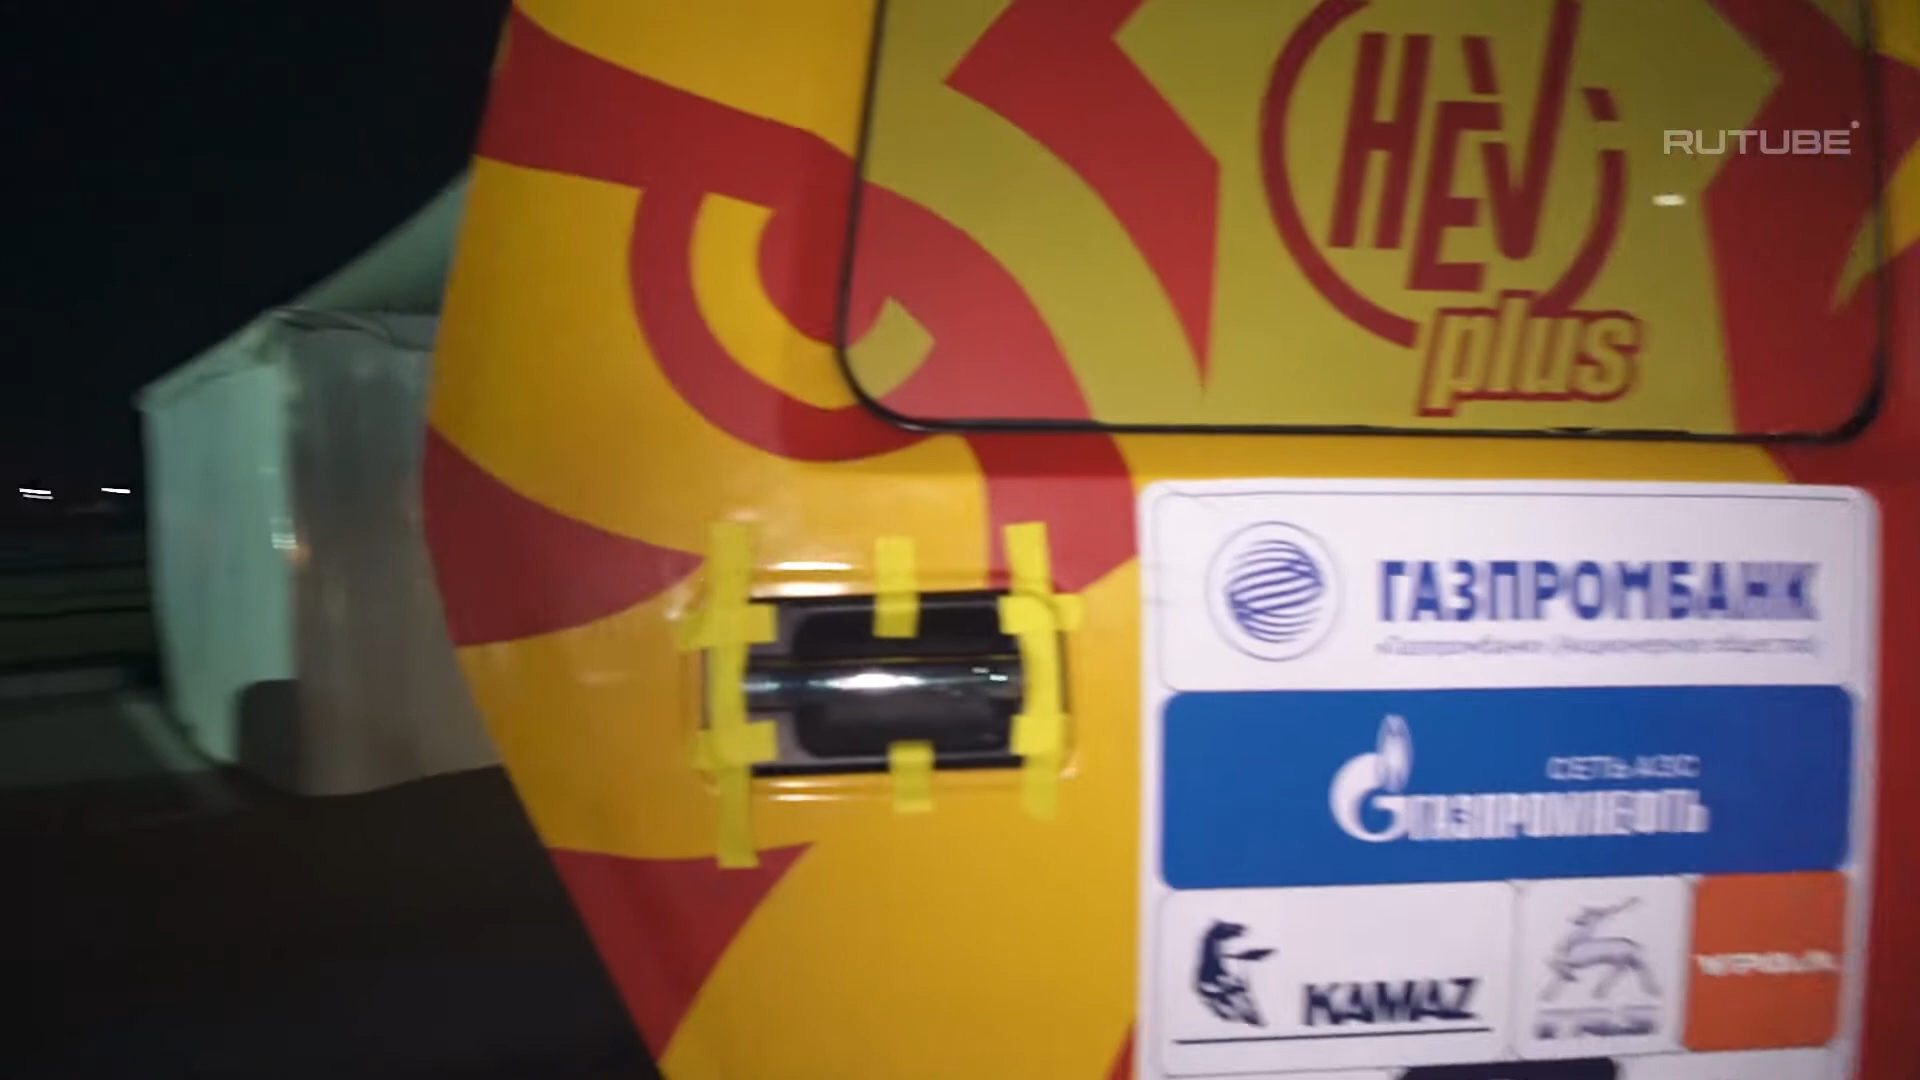 HEV
plus
RUTUBE
ГАЗПРОМБАНК
СЕТЬ АЗС
ГАЗПРОМНЕФТЬ
KAMAZ